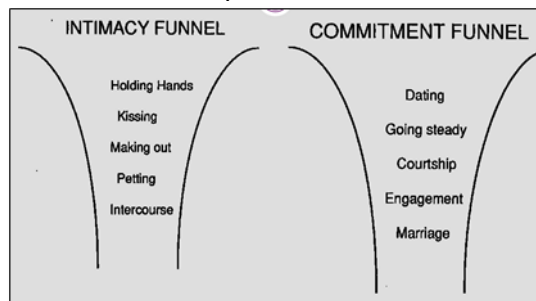 INTIMACY FUNNEL
Holding Hands
Kissing
Making out
Petting
Intercourse
COMMITMENT FUNNEL
Dating
Going steady
Courtship
Engagement
Marriage